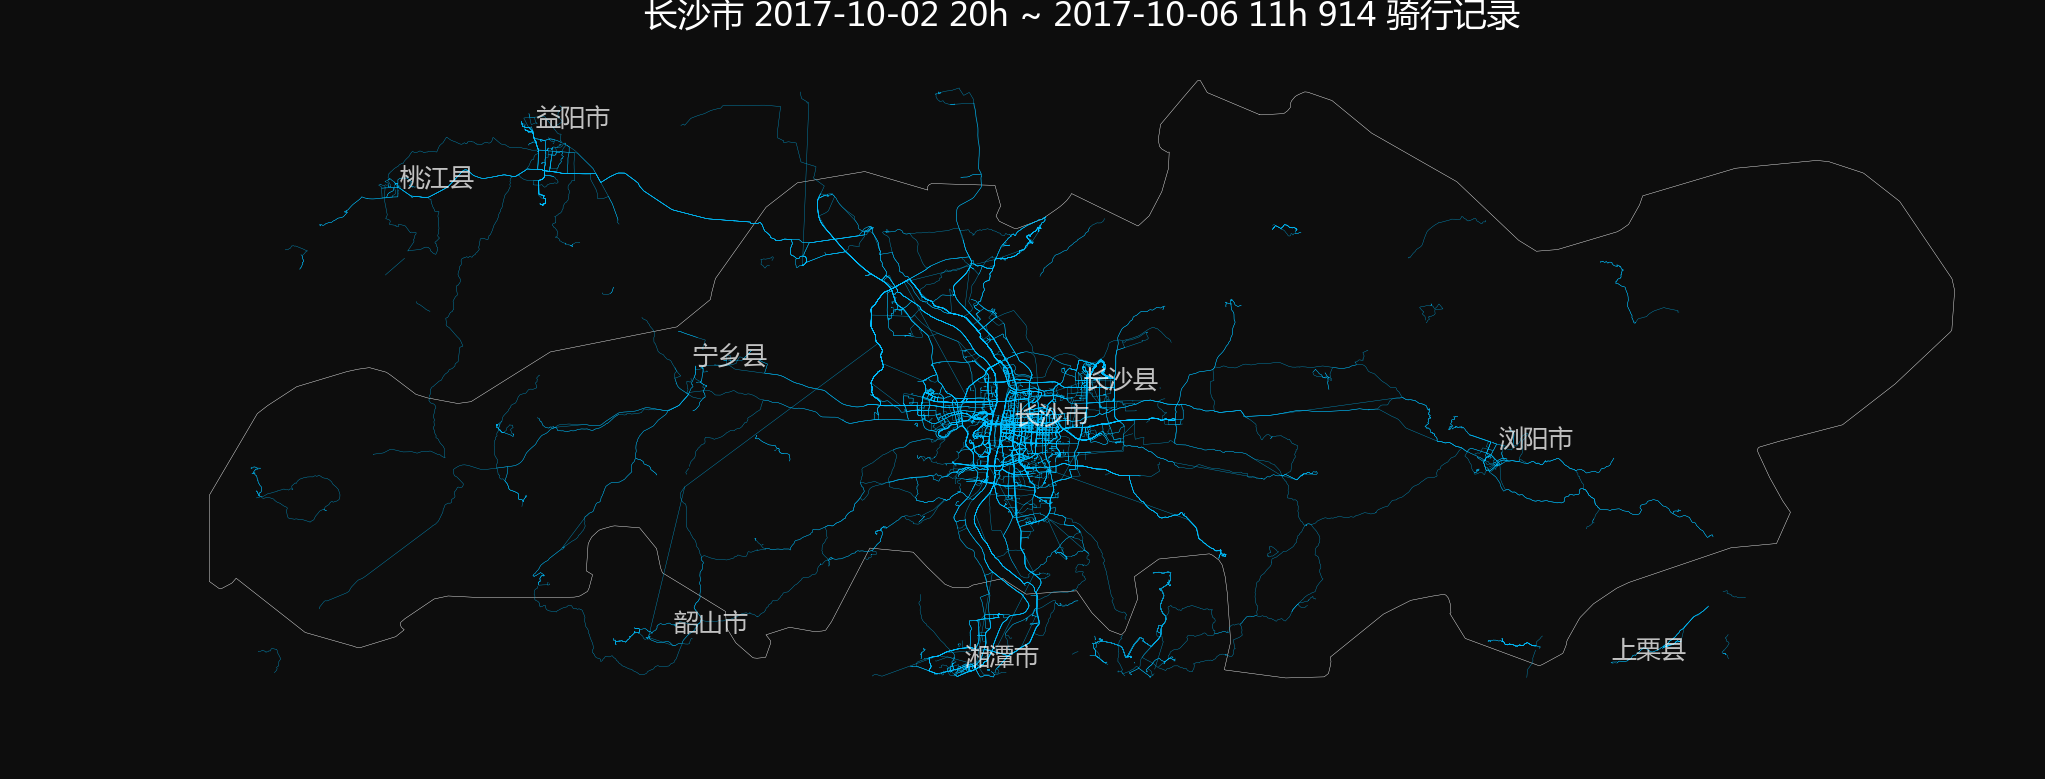 长沙市 2017-10-02 20h ~ 2017-10-06 11h 914 骑行记录
益阳市
桃江县
宁乡县
长沙县
长沙市
浏阳市
韶山市
湘潭市
上栗县